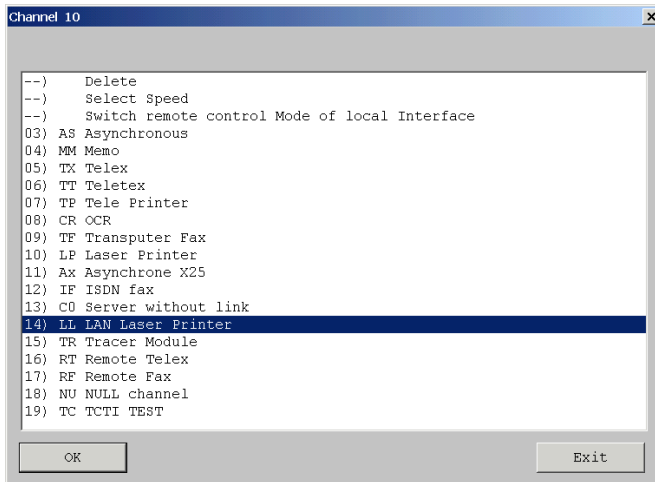 Channel 10
--) Delete
--) Select Speed
--) Switch remote control Mode of local Interface
03) AS Asynchronous
04) MM Memo
05) TX Telex
06) TT Teletex
07) TP Tele Printer
08) CR OCR
09) TF Transputer Fax
10) LP Laser Printer
11) Ax Asynchrone X25
12) IF ISDN fax
13) C0 Server without link
14) LL LAN Laser Printer
15) TR Tracer Module
16) RT Remote Telex
17) RF Remote Fax
18) NU NULL channel
19) TC TCTI TEST
OK Exit